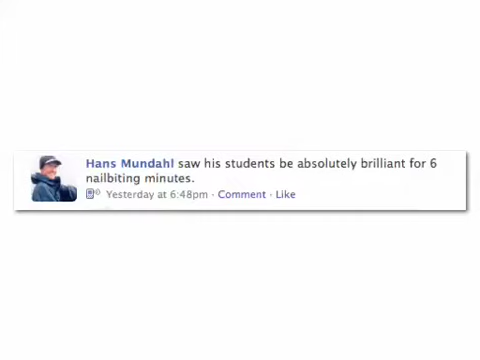 Hans Mundahl saw his students be absolutely brilliant for 6
nailbiting minutes.
Yesterday at 6:48pm · Comment · Like